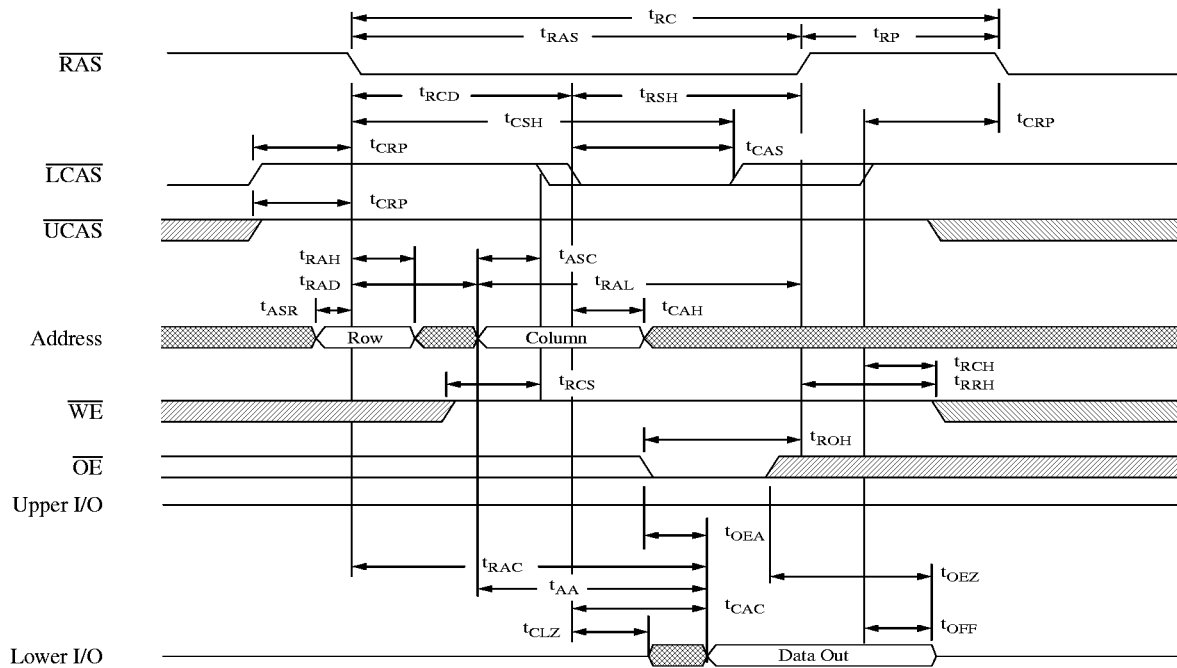 tRC
tRAS tRP
RAS
tRCD tRSH
tCSH tCRP
tCRP tCAS
LCAS
tCRP
UCAS
tRAH tASC
tRAD tRAL
tASR tCAH
Address Row Column
tRCH
tRCS tRRH
WE
tROH
OE
Upper I/O
tOEA
tRAC
tAA tOEZ
tCAC
tCLZ tOFF
Lower I/O Data Out